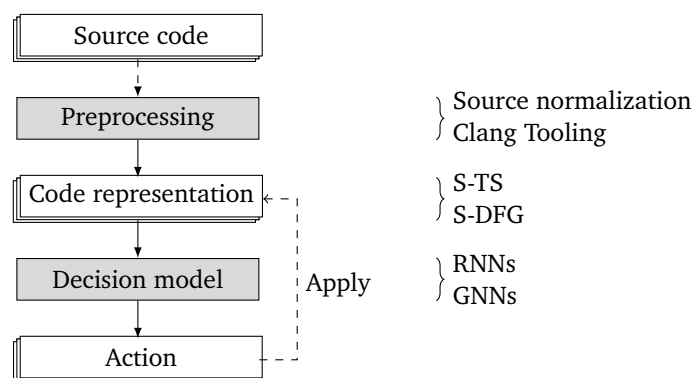 Source code
Preprocessing
Source normalization
Clang Tooling
Code representation
S-TS
S-DFG
Decision model
Apply
RNNs
GNNs
Action